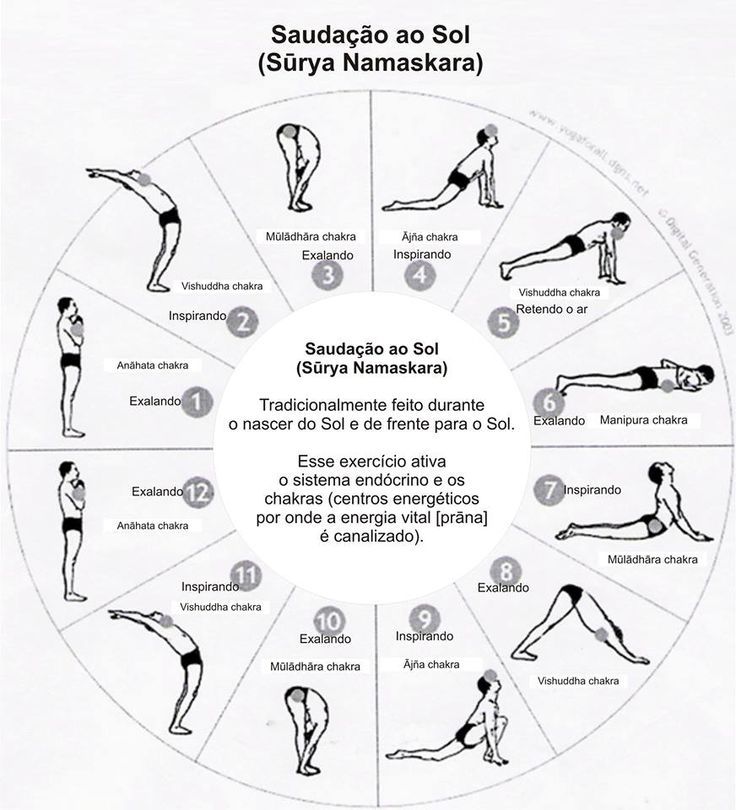 Saudação ao Sol
(Sūrya Namaskara)
www.yogaforall.dgns.net
© Digital Generation 2003
Anāhata chakra
Exalando
1
Vishuddha chakra
Inspirando
2
Mūlādhāra chakra
Exalando
3
Ājña chakra
Inspirando
4
Vishuddha chakra
Retendo o ar
5
6
Exalando
Manipura chakra
7
Inspirando
Mūlādhāra chakra
8
Exalando
Vishuddha chakra
9
Inspirando
Ājña chakra
10
Exalando
Mūlādhāra chakra
11
Inspirando
Vishuddha chakra
Exalando
12
Anāhata chakra
Saudação ao Sol
(Sūrya Namaskara)
Tradicionalmente feito durante
o nascer do Sol e de frente para o Sol.
Esse exercício ativa
o sistema endócrino e os
chakras (centros energéticos
por onde a energia vital [prāna]
é canalizado).